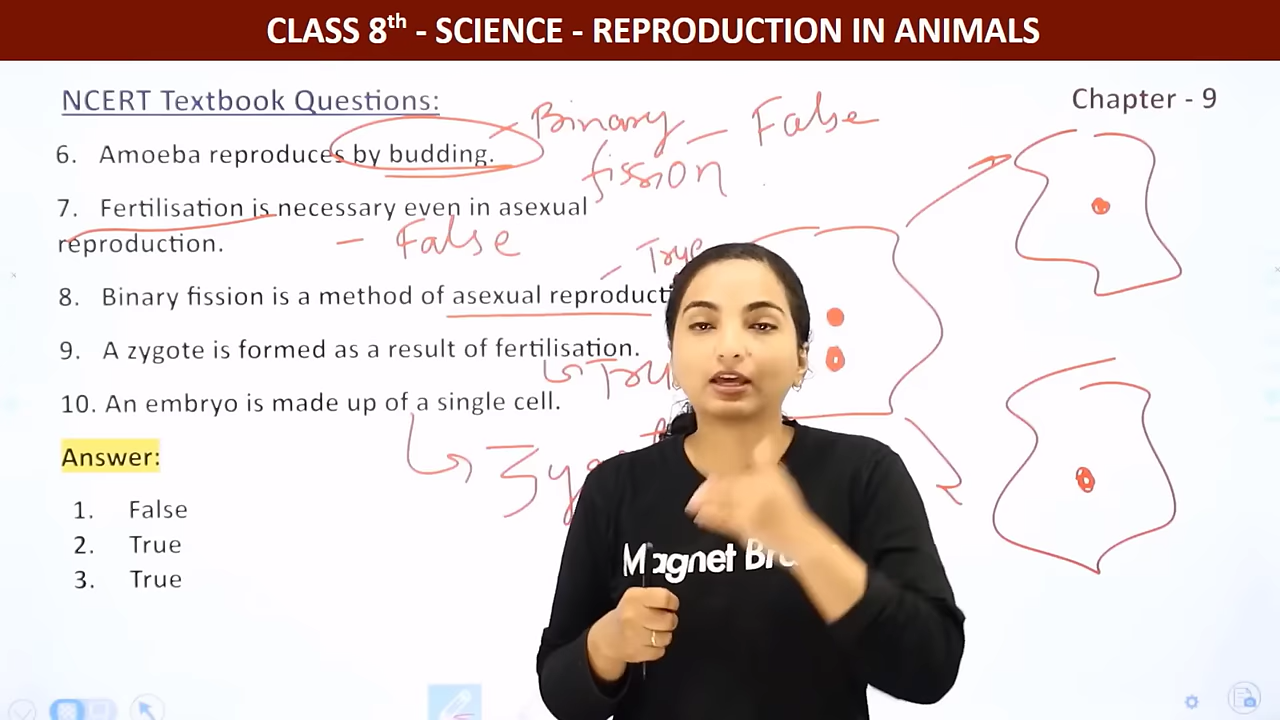 CLASS 8th - SCIENCE - REPRODUCTION IN ANIMALS
NCERT Textbook Questions:
Chapter - 9
Binary
fission
– False
6. Amoeba reproduces by budding.
7. Fertilisation is necessary even in asexual
reproduction.
– False
– True
8. Binary fission is a method of asexual reproducti
9. A zygote is formed as a result of fertilisation.
10. An embryo is made up of a single cell.
Answer:
1. False
2. True
3. True